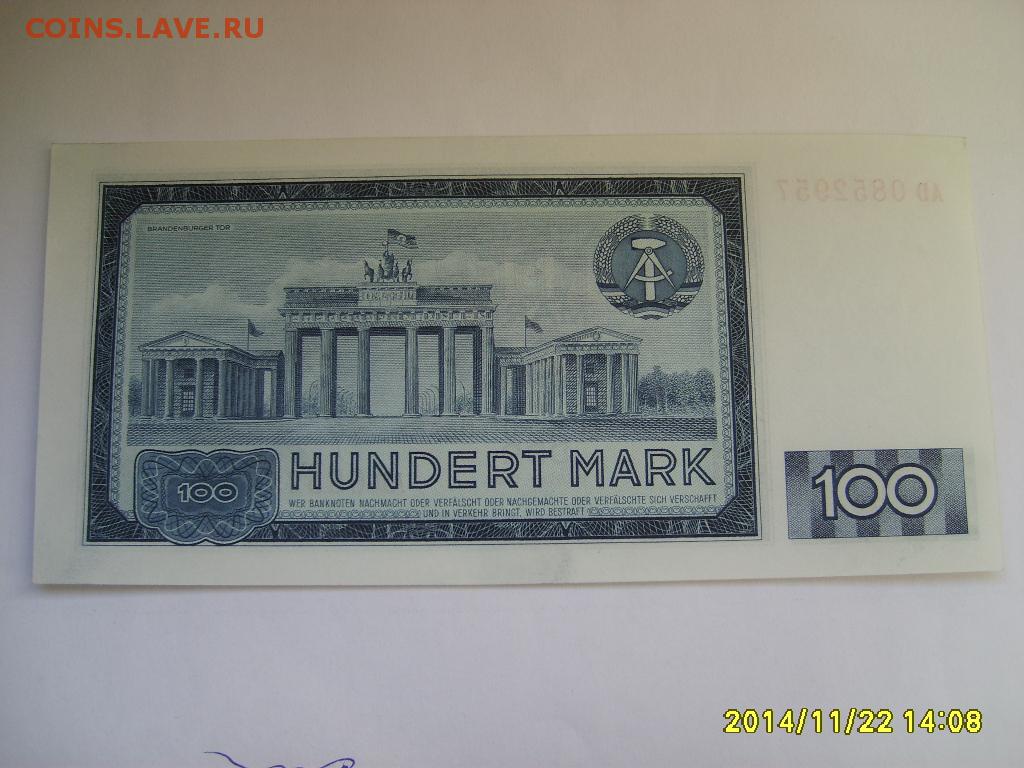 COINS.LAVE.RU
AD 0852957
BRANDENBURGER TOR
HUNDERT MARK
100
WER BANKNOTEN NACHMACHT ODER VERFÄLSCHT ODER NACHGEMACHTE ODER VERFÄLSCHTE SICH VERSCHAFFT
UND IN VERKEHR BRINGT, WIRD BESTRAFT
100
2014/11/22 14:08